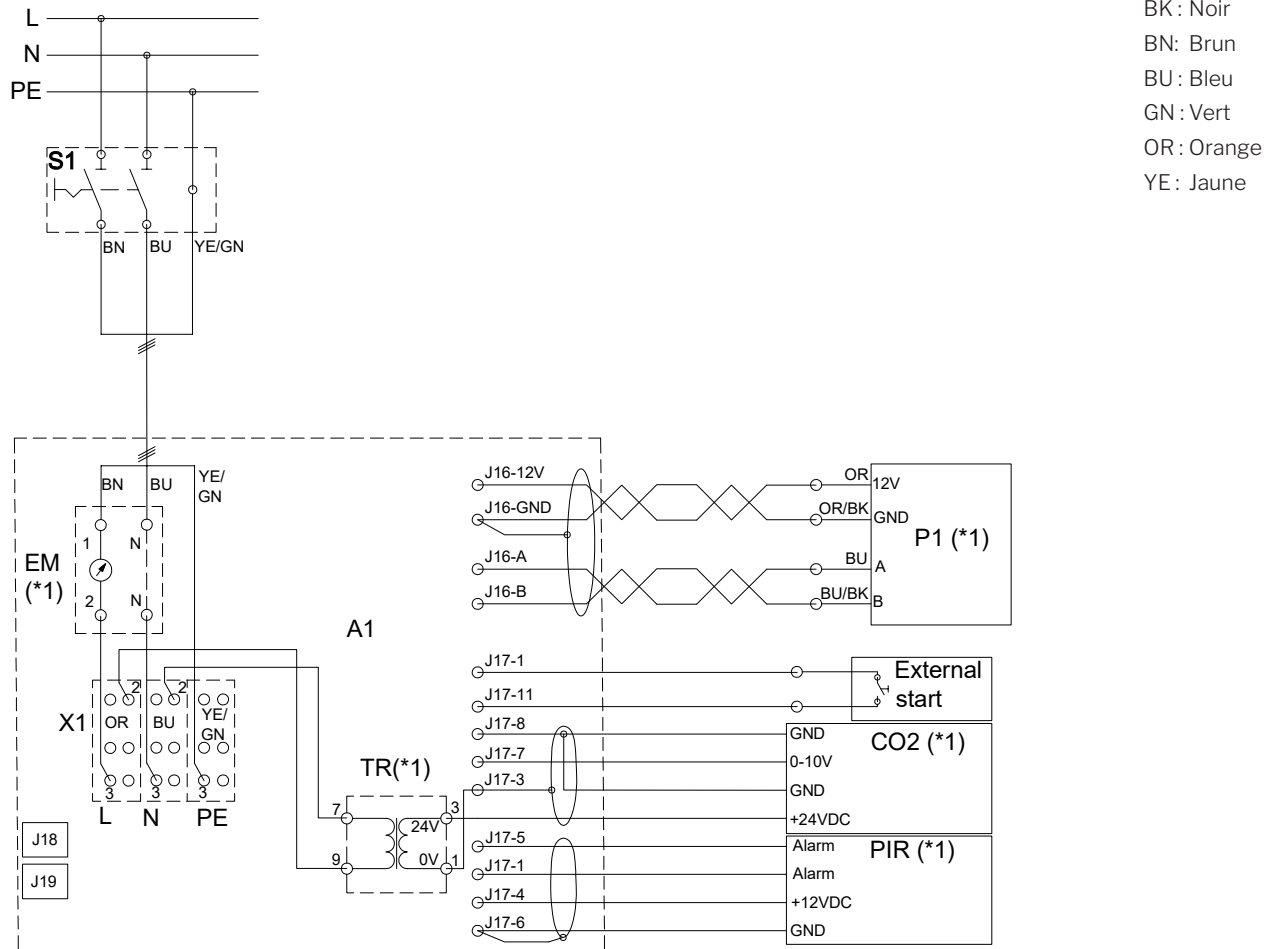 L
N
PE
S1
BN BU YE/GN
BK : Noir
BN: Brun
BU : Bleu
GN : Vert
OR : Orange
YE : Jaune
BN BU YE/
GN
EM
(*1)
1 N
2 N
A1
X1
2 2
OR BU YE/
GN
3 3 3
L N PE
J18
J19
TR(*1)
7 3
24V
9 0V 1
J16-12V
J16-GND
J16-A
J16-B
OR 12V
OR/BK GND
BU A
BU/BK B
P1 (*1)
J17-1
J17-11
J17-8
J17-7
J17-3
J17-5
J17-1
J17-4
J17-6
External
start
GND
CO2 (*1)
0-10V
GND
+24VDC
Alarm
PIR (*1)
Alarm
+12VDC
GND